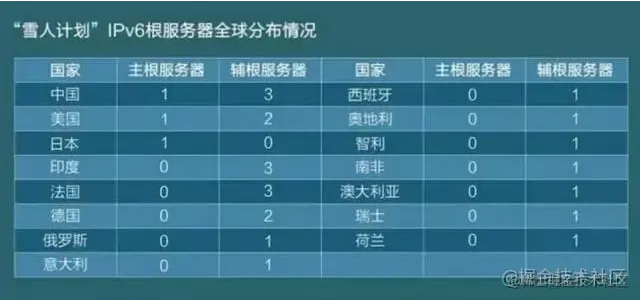 “雪人计划”IPv6根服务器全球分布情况
国家 主根服务器 辅根服务器 国家 主根服务器 辅根服务器
中国 1 3 西班牙 0 1
美国 1 2 奥地利 0 1
日本 1 0 智利 0 1
印度 0 3 南非 0 1
法国 0 3 澳大利亚 0 1
德国 0 2 瑞士 0 1
俄罗斯 0 1 荷兰 0 1
意大利 0 1
@掘金技术社区
@稀土掘金技术社区